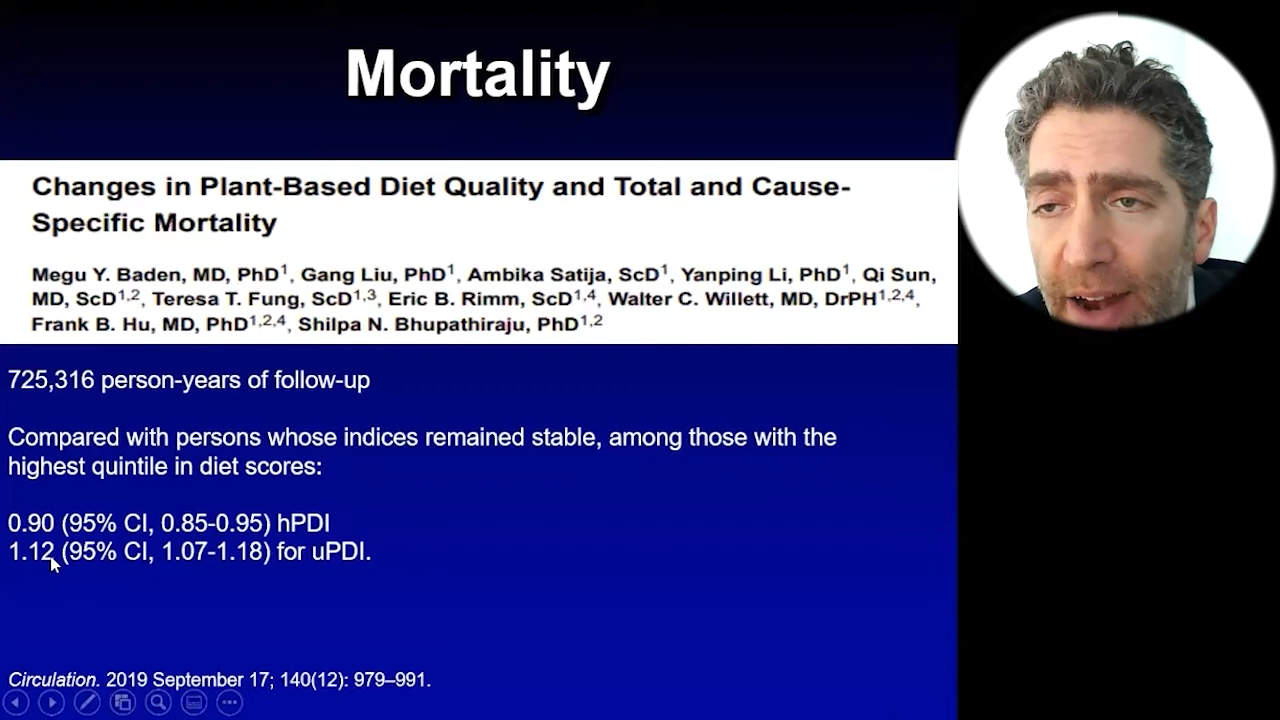 Mortality
Changes in Plant-Based Diet Quality and Total and Cause-
Specific Mortality
Megu Y. Baden, MD, PhD1, Gang Liu, PhD1, Ambika Satija, ScD1, Yanping Li, PhD1, Qi Sun,
MD, ScD1,2, Teresa T. Fung, ScD1,3, Eric B. Rimm, ScD1,4, Walter C. Willett, MD, DrPH1,2,4,
Frank B. Hu, MD, PhD1,2,4, Shilpa N. Bhupathiraju, PhD1,2
725,316 person-years of follow-up
Compared with persons whose indices remained stable, among those with the
highest quintile in diet scores:
0.90 (95% CI, 0.85-0.95) hPDI
1.12 (95% CI, 1.07-1.18) for uPDI.
Circulation. 2019 September 17; 140(12): 979–991.